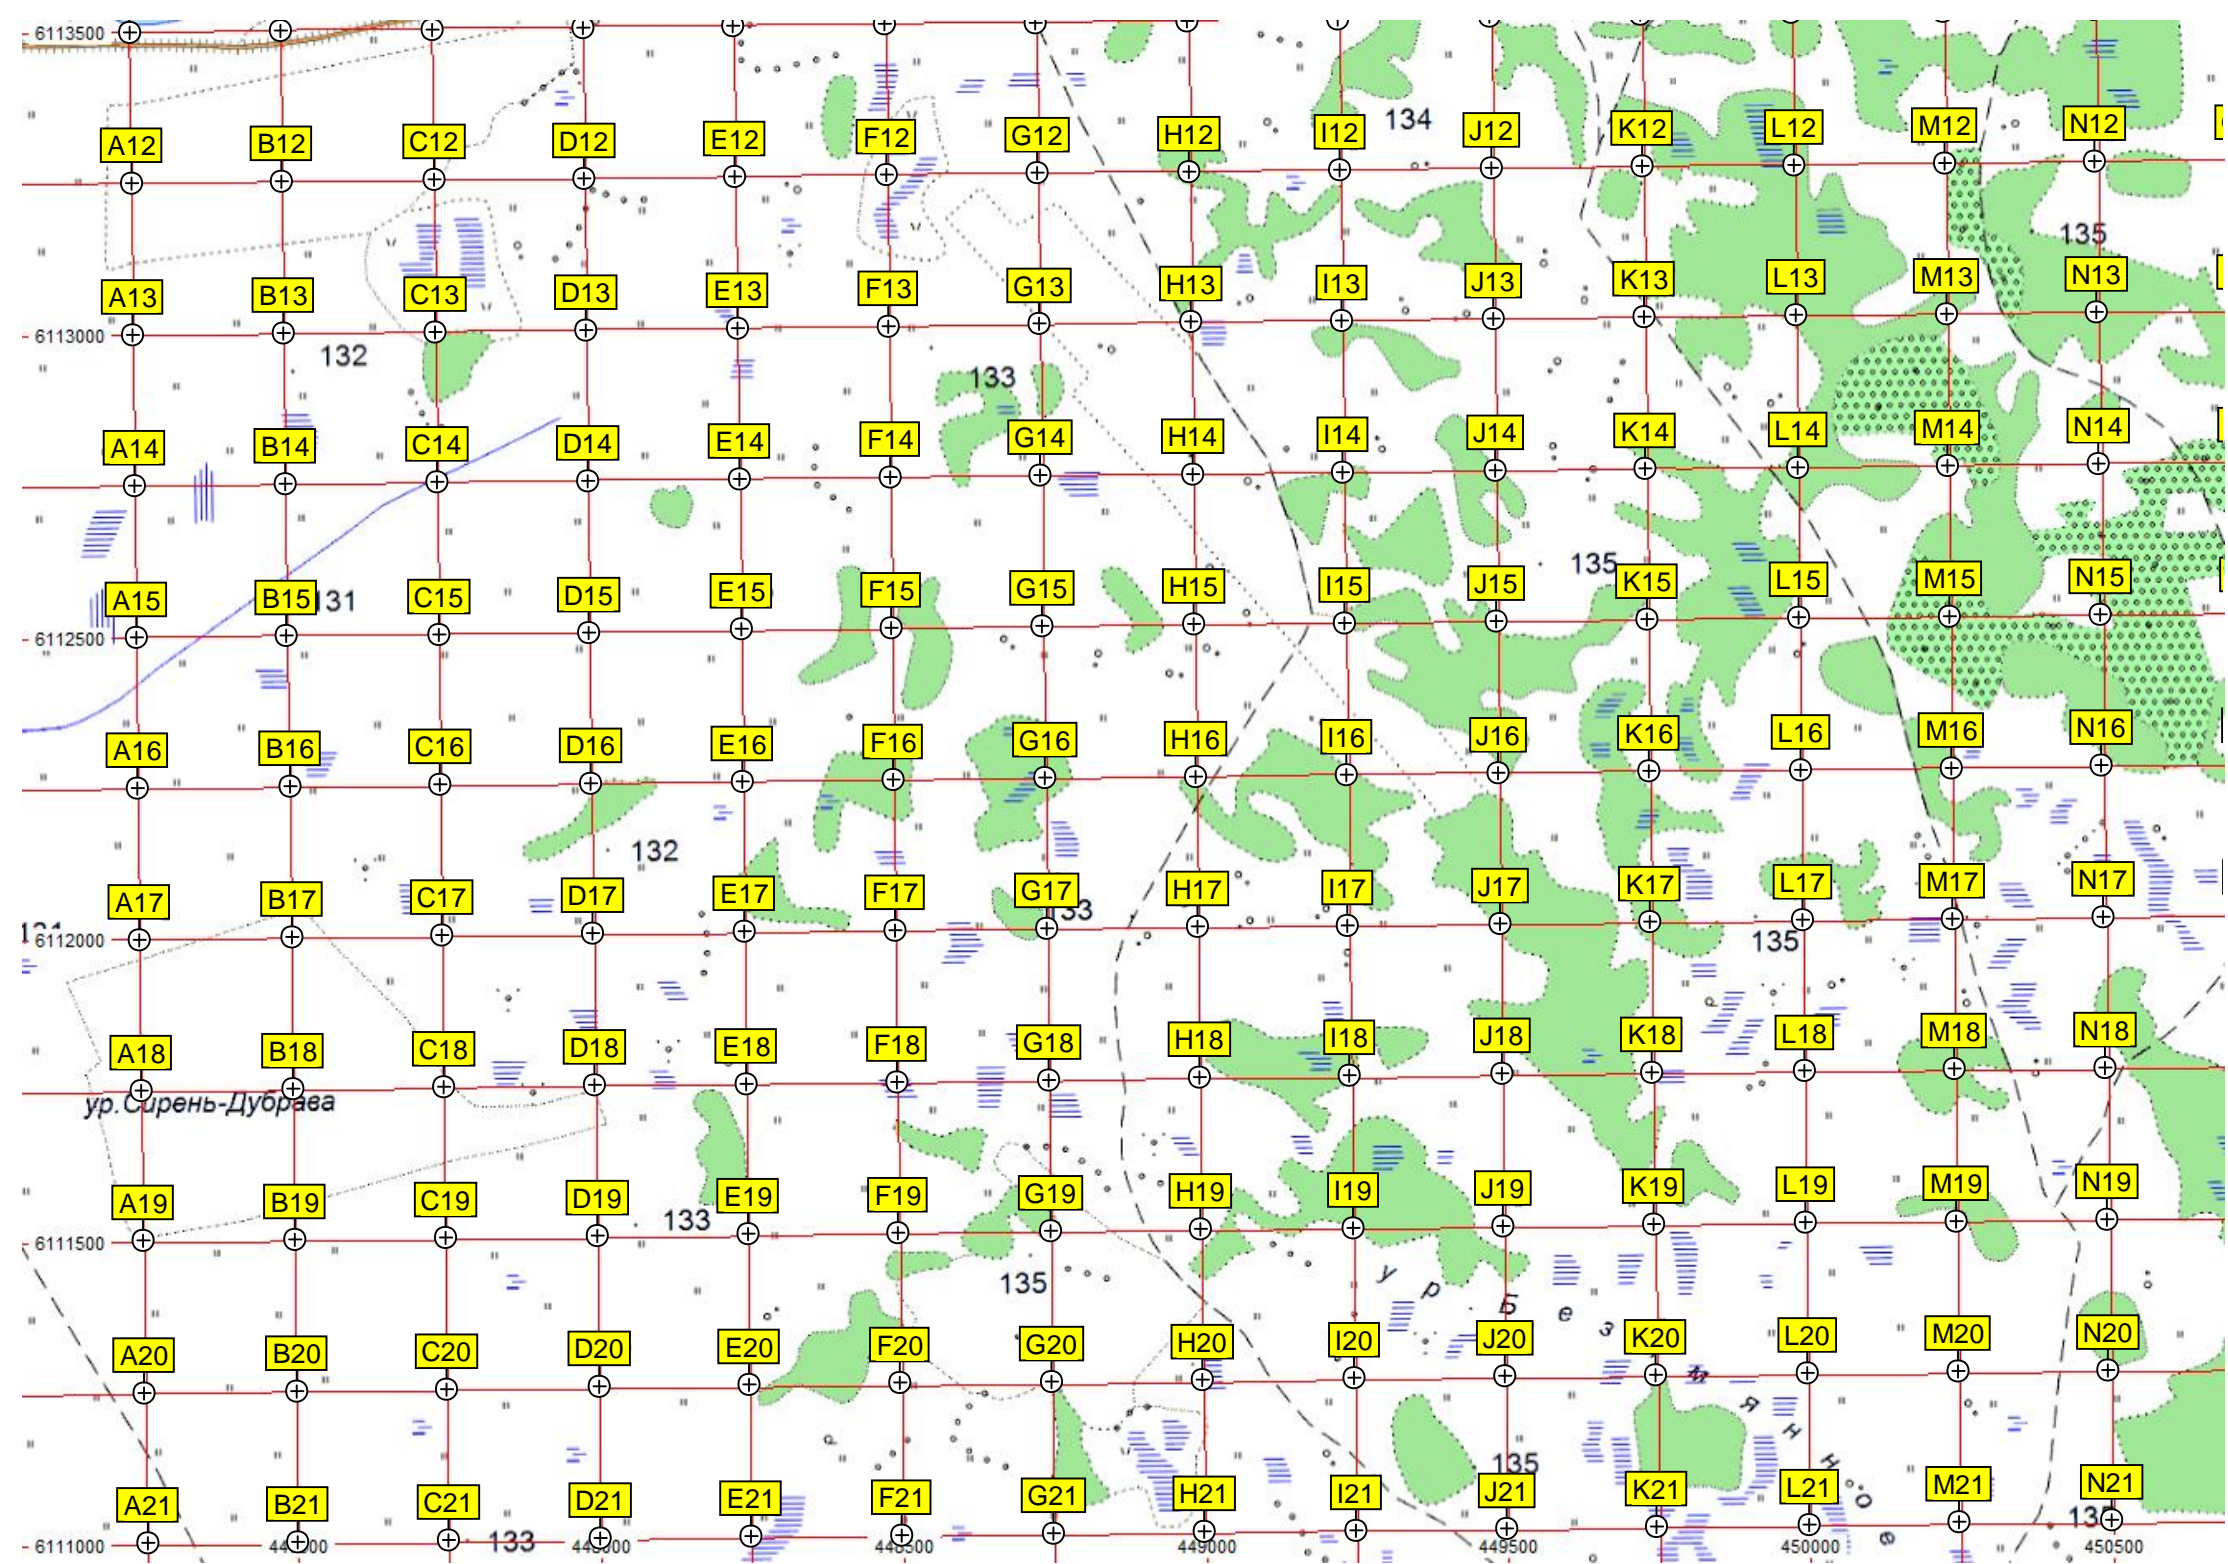 6113500
134
A12 B12 C12 D12 E12 F12 G12 H12 I12 J12 K12 L12 M12 N12
135
A13 B13 C13 D13 E13 F13 G13 H13 I13 J13 K13 L13 M13 N13
6113000
132
133
A14 B14 C14 D14 E14 F14 G14 H14 I14 J14 K14 L14 M14 N14
135
A15 B15 C15 D15 E15 F15 G15 H15 I15 J15 K15 L15 M15 N15
131
6112500
A16 B16 C16 D16 E16 F16 G16 H16 I16 J16 K16 L16 M16 N16
132
A17 B17 C17 D17 E17 F17 G17 H17 I17 J17 K17 L17 M17 N17
133
6112000
135
A18 B18 C18 D18 E18 F18 G18 H18 I18 J18 K18 L18 M18 N18
ур.Сирень-Дубрава
A19 B19 C19 D19 E19 F19 G19 H19 I19 J19 K19 L19 M19 N19
133
6111500
135
ур. Безымянное
A20 B20 C20 D20 E20 F20 G20 H20 I20 J20 K20 L20 M20 N20
135
A21 B21 C21 D21 E21 F21 G21 H21 I21 J21 K21 L21 M21 N21
6111000
133
448500 449000 449500 450000 450500